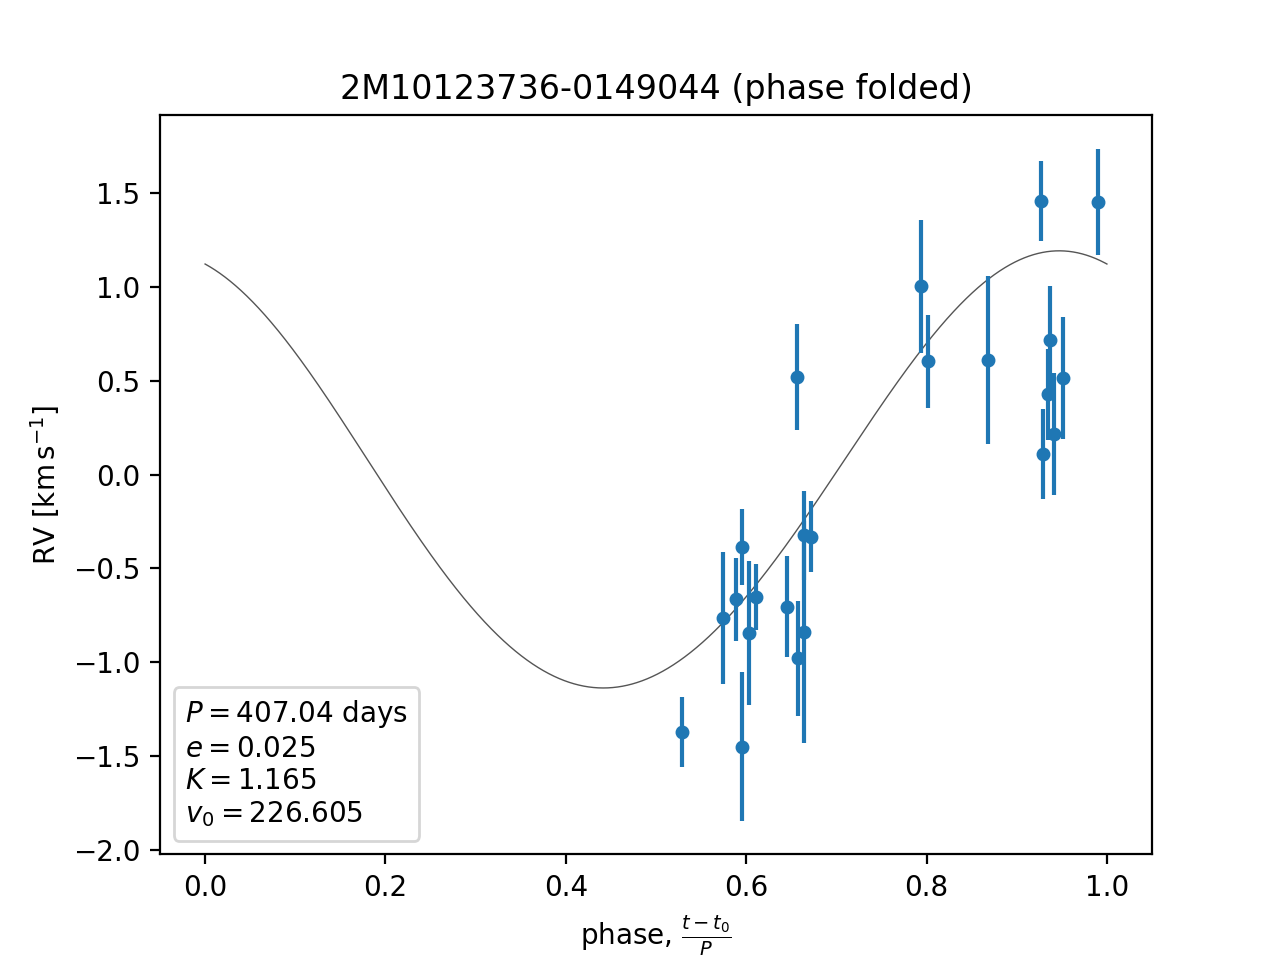 2M10123736-0149044 (phase folded)
RV [km s⁻¹]
1.5
1.0
0.5
0.0
−0.5
−1.0
−1.5
−2.0
P = 407.04 days
e = 0.025
K = 1.165
v₀ = 226.605
0.0 0.2 0.4 0.6 0.8 1.0
phase, (t − t₀)/P